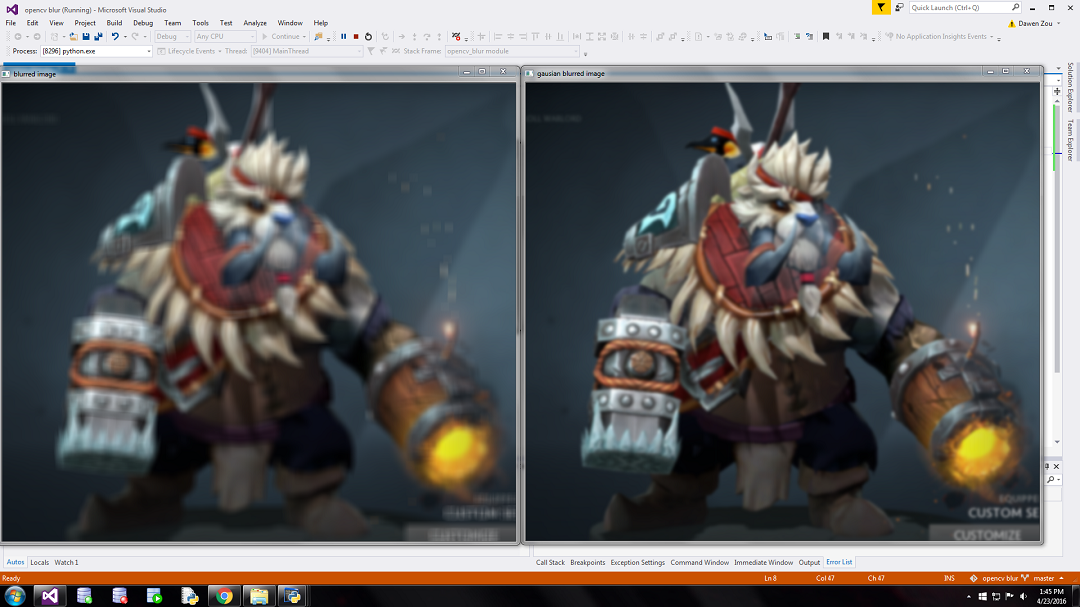 opencv blur (Running) - Microsoft Visual Studio
Quick Launch (Ctrl+Q)
File Edit View Project Build Debug Team Tools Test Analyze Window Help
Dawen Zou
Debug Any CPU Continue No Application Insights Events
Process: [8296] python.exe Lifecycle Events Thread: [9404] MainThread Stack Frame: opencv_blur module
blurred image
gausian blurred image
Solution Explorer
Team Explorer
CUSTOM SE
CUSTOMIZE
Autos Locals Watch 1
Call Stack Breakpoints Exception Settings Command Window Immediate Window Output Error List
Ready Ln 8 Col 47 Ch 47 INS opencv blur master
1:45 PM
4/23/2016